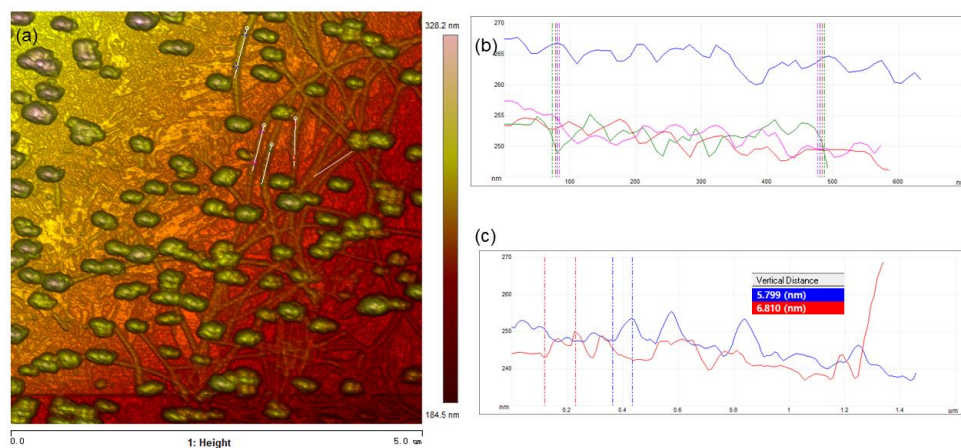 (a)
328.2 nm
184.5 nm
0.0
1: Height
5.0 um
(b)
270
265
260
255
250
nm
100
200
300
400
500
600
(c)
270
260
250
240
nm
0.2
0.4
0.6
0.8
1
1.2
1.4
um
Vertical Distance
5.799 (nm)
6.810 (nm)